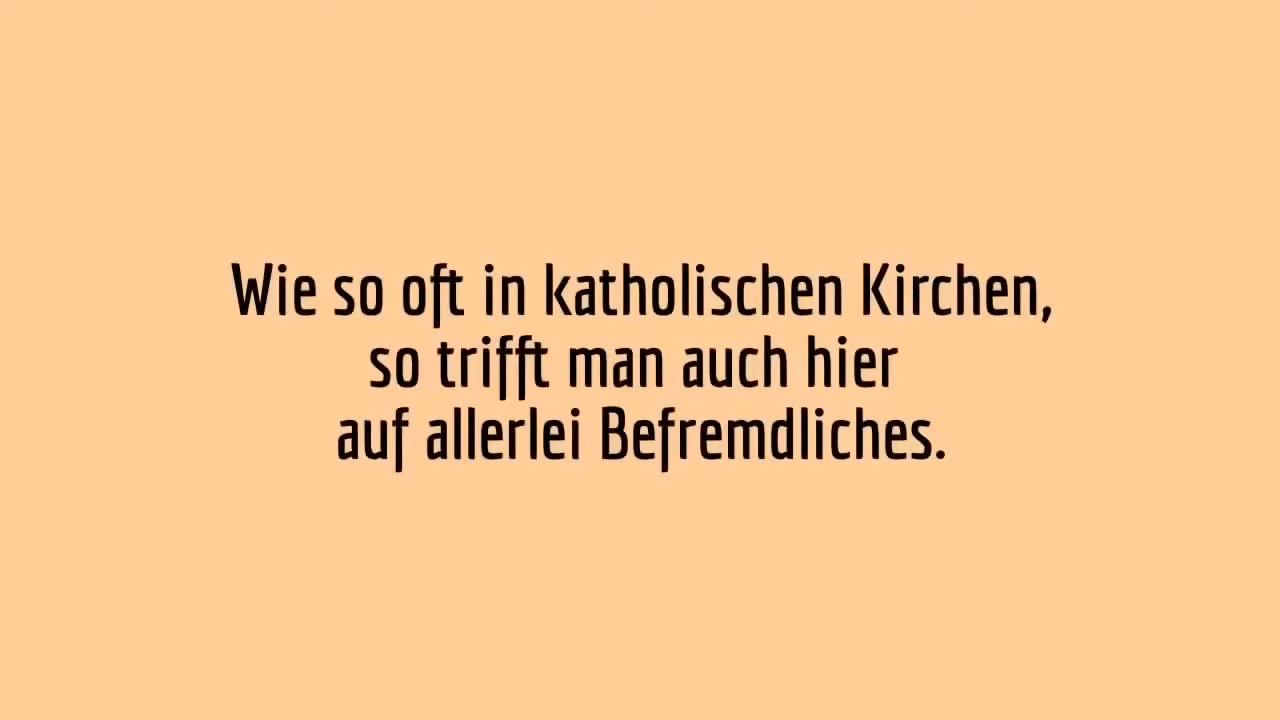 Wie so oft in katholischen Kirchen,
so trifft man auch hier
auf allerlei Befremdliches.